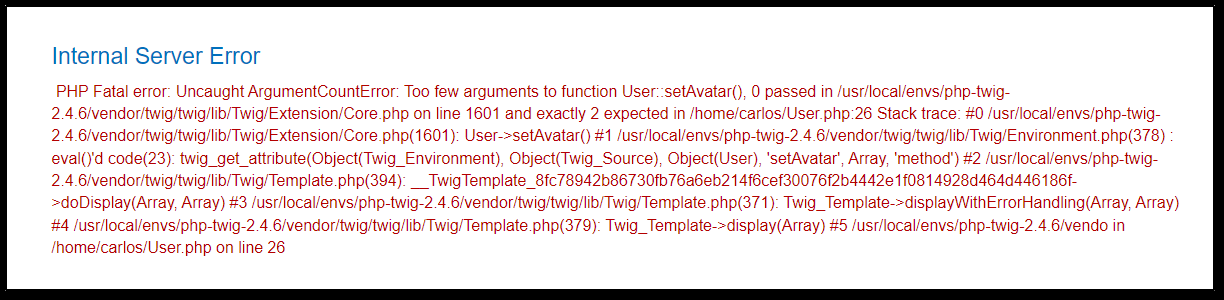 Internal Server Error
PHP Fatal error: Uncaught ArgumentCountError: Too few arguments to function User::setAvatar(), 0 passed in /usr/local/envs/php-twig-
2.4.6/vendor/twig/twig/lib/Twig/Extension/Core.php on line 1601 and exactly 2 expected in /home/carlos/User.php:26 Stack trace: #0 /usr/local/envs/php-twig-
2.4.6/vendor/twig/twig/lib/Twig/Extension/Core.php(1601): User->setAvatar() #1 /usr/local/envs/php-twig-2.4.6/vendor/twig/twig/lib/Twig/Environment.php(378) :
eval()'d code(23): twig_get_attribute(Object(Twig_Environment), Object(Twig_Source), Object(User), 'setAvatar', Array, 'method') #2 /usr/local/envs/php-twig-
2.4.6/vendor/twig/twig/lib/Twig/Template.php(394): __TwigTemplate_8fc78942b86730fb76a6eb214f6cef30076f2b4442e1f0814928d464d446186f-
>doDisplay(Array, Array) #3 /usr/local/envs/php-twig-2.4.6/vendor/twig/twig/lib/Twig/Template.php(371): Twig_Template->displayWithErrorHandling(Array, Array)
#4 /usr/local/envs/php-twig-2.4.6/vendor/twig/twig/lib/Twig/Template.php(379): Twig_Template->display(Array) #5 /usr/local/envs/php-twig-2.4.6/vendo in
/home/carlos/User.php on line 26